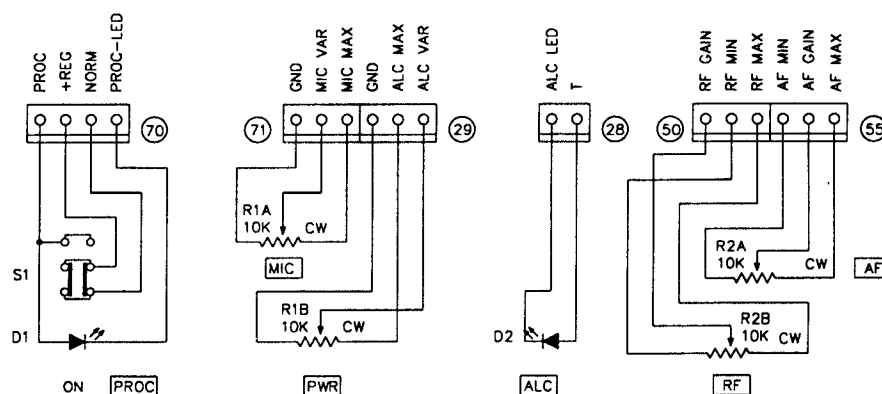 PROC
+REG
NORM
PROC-LED
70
S1
D1
ON
PROC
GND
MIC VAR
MIC MAX
GND
ALC MAX
ALC VAR
71
29
R1A
10K
CW
MIC
R1B
10K
CW
PWR
ALC LED
T
28
D2
ALC
RF GAIN
RF MIN
RF MAX
AF MIN
AF GAIN
AF MAX
50
55
R2A
10K
CW
AF
R2B
10K
CW
RF